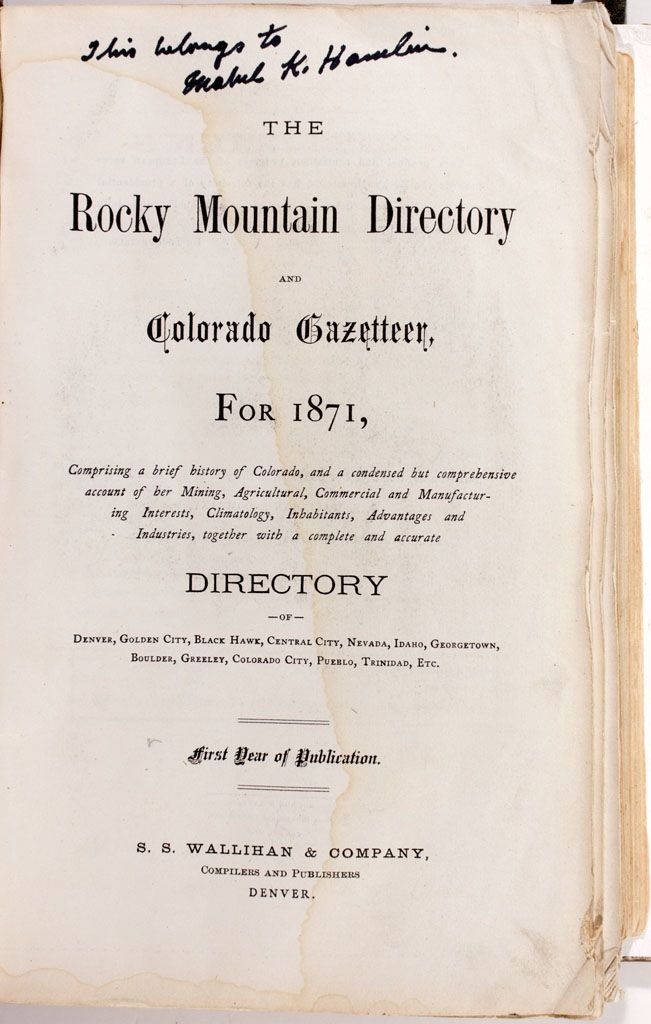 This belongs to
Mabel K. Hamlin.
THE
Rocky Mountain Directory
AND
Colorado Gazetteer,
FOR 1871,
Comprising a brief history of Colorado, and a condensed but comprehensive
account of her Mining, Agricultural, Commercial and Manufactur-
ing Interests, Climatology, Inhabitants, Advantages and
Industries, together with a complete and accurate
DIRECTORY
—OF—
DENVER, GOLDEN CITY, BLACK HAWK, CENTRAL CITY, NEVADA, IDAHO, GEORGETOWN,
BOULDER, GREELEY, COLORADO CITY, PUEBLO, TRINIDAD, ETC.
First Year of Publication.
S. S. WALLIHAN & COMPANY,
COMPILERS AND PUBLISHERS
DENVER.